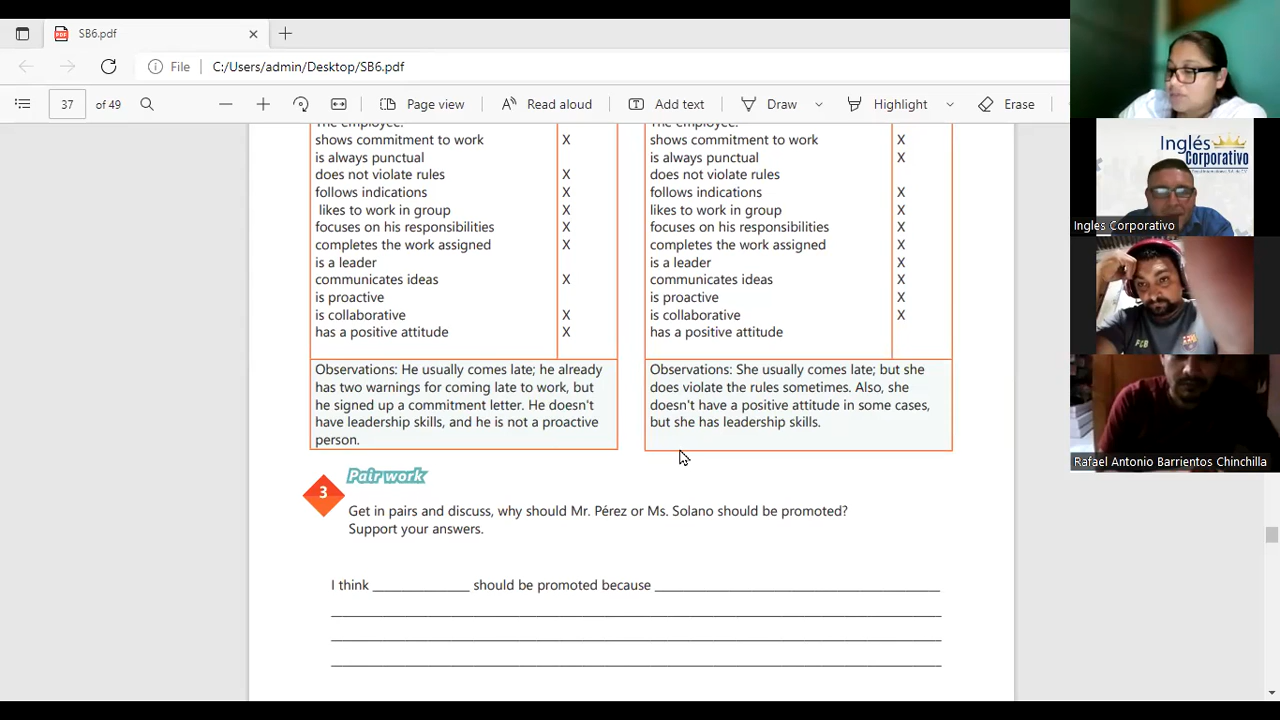 SB6.pdf
File C:/Users/admin/Desktop/SB6.pdf
37 of 49 Page view Read aloud Add text Draw Highlight Erase
The employee:
shows commitment to work X
is always punctual
does not violate rules X
follows indications X
likes to work in group X
focuses on his responsibilities X
completes the work assigned X
is a leader
communicates ideas X
is proactive
is collaborative X
has a positive attitude X
Observations: He usually comes late; he already
has two warnings for coming late to work, but
he signed up a commitment letter. He doesn't
have leadership skills, and he is not a proactive
person.
The employee:
shows commitment to work X
is always punctual X
does not violate rules
follows indications X
likes to work in group X
focuses on his responsibilities X
completes the work assigned X
is a leader X
communicates ideas X
is proactive X
is collaborative X
has a positive attitude
Observations: She usually comes late; but she
does violate the rules sometimes. Also, she
doesn't have a positive attitude in some cases,
but she has leadership skills.
Pair work
3
Get in pairs and discuss, why should Mr. Pérez or Ms. Solano should be promoted?
Support your answers.
I think ______________ should be promoted because ______________
Inglés
Corporativo
Ingles Corporativo
FCB
Rafael Antonio Barrientos Chinchilla